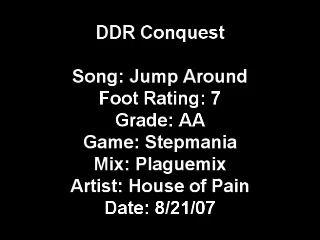 DDR Conquest
Song: Jump Around
Foot Rating: 7
Grade: AA
Game: Stepmania
Mix: Plaguemix
Artist: House of Pain
Date: 8/21/07